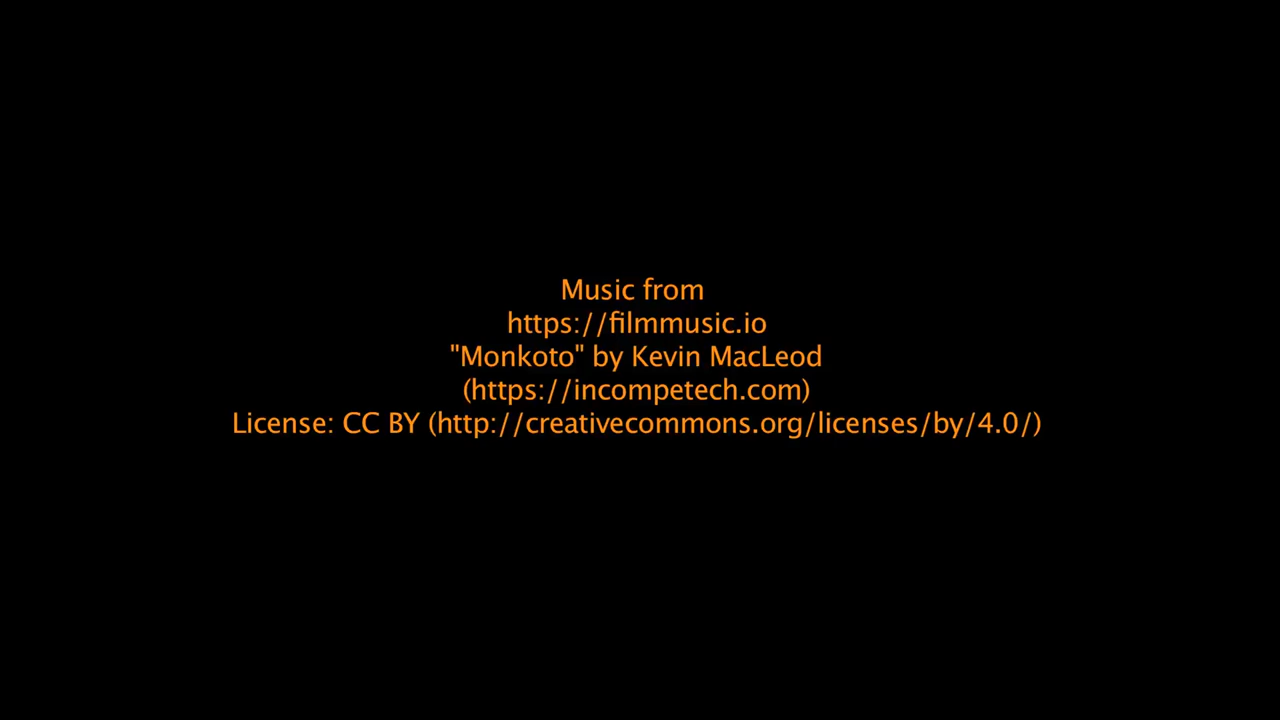 Music from
https://filmmusic.io
"Monkoto" by Kevin MacLeod
(https://incompetech.com)
License: CC BY (http://creativecommons.org/licenses/by/4.0/)